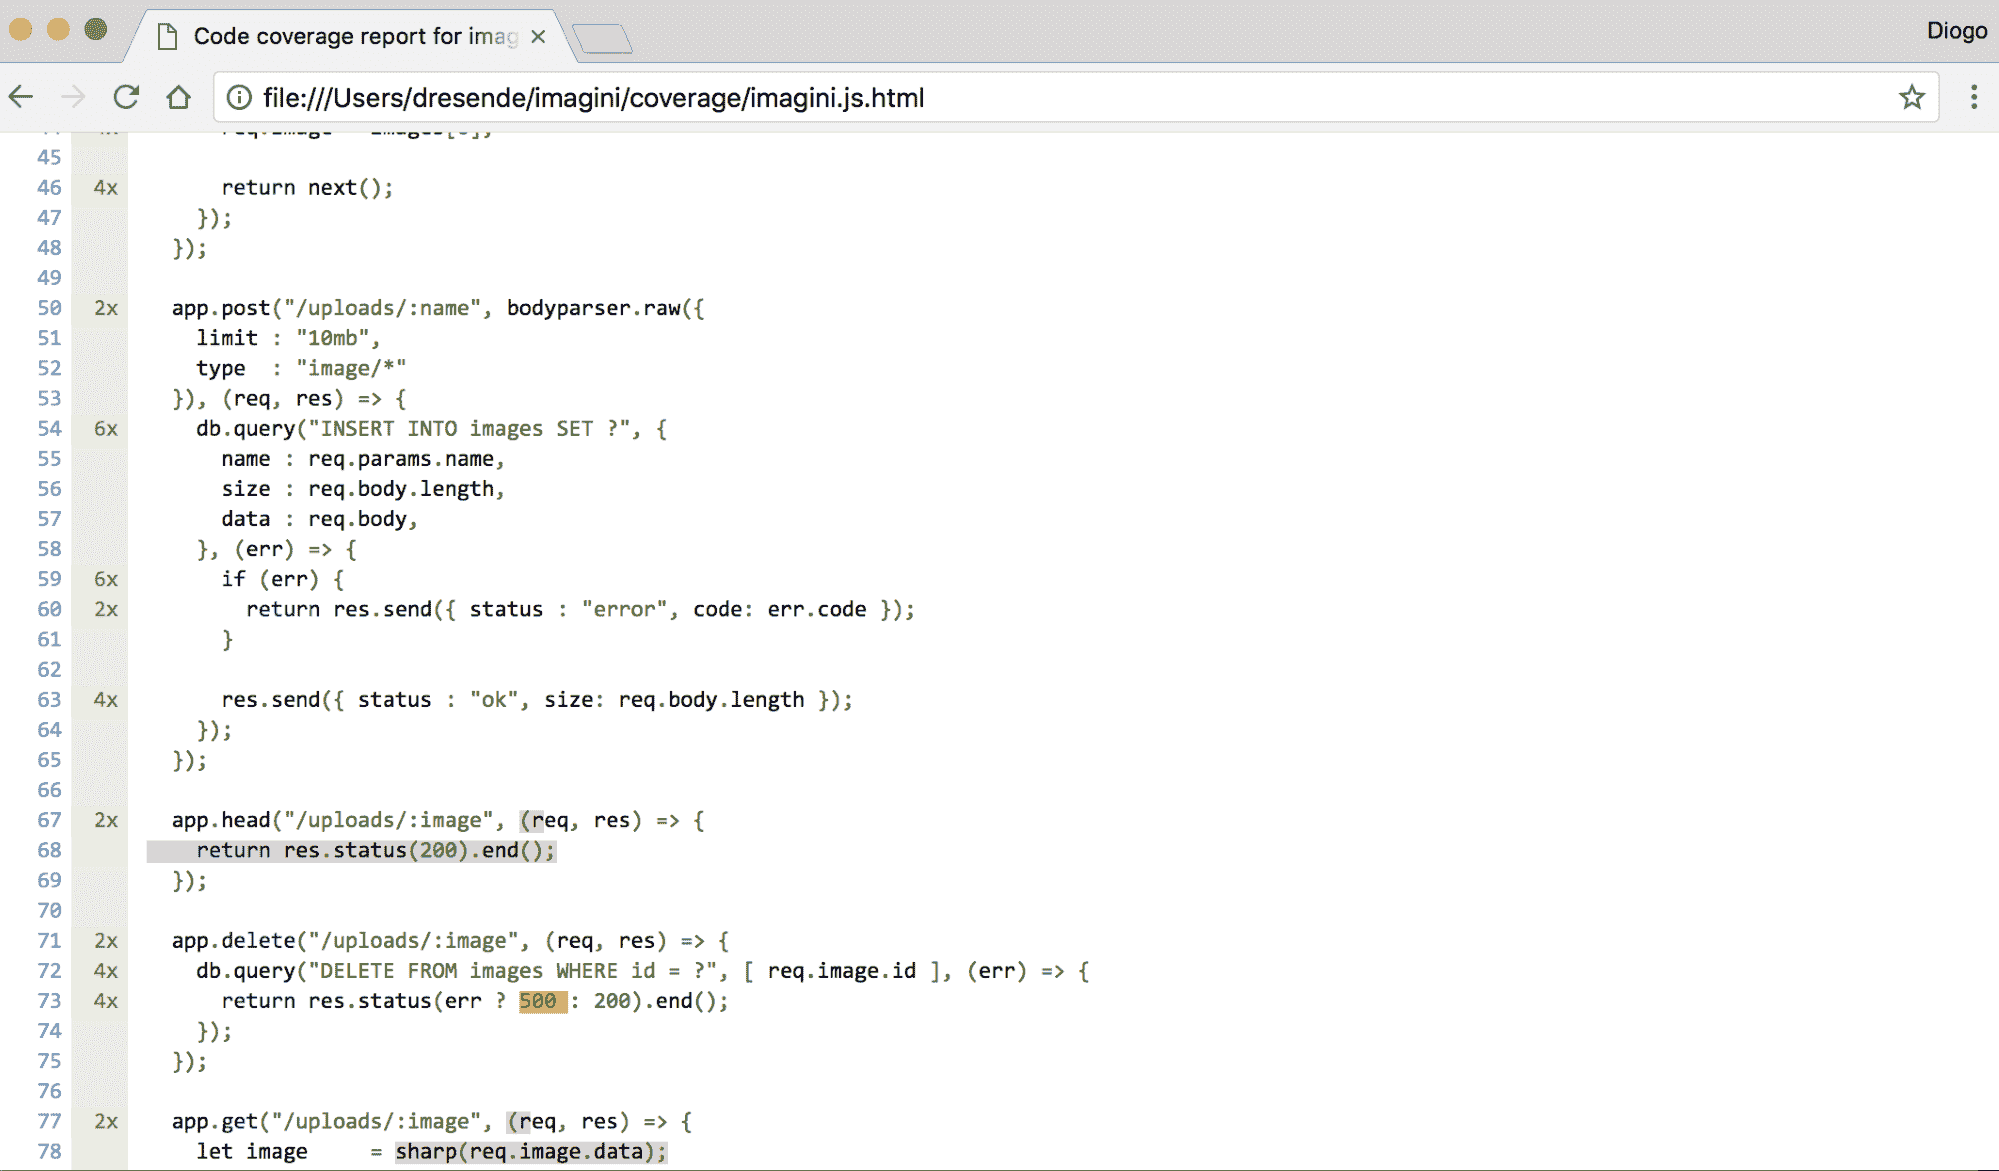 Code coverage report for imag
Diogo
file:///Users/dresende/imagini/coverage/imagini.js.html
45
46 4x return next();
47 });
48 });
49
50 2x app.post("/uploads/:name", bodyparser.raw({
51 limit : "10mb",
52 type  : "image/*"
53 }), (req, res) => {
54 6x db.query("INSERT INTO images SET ?", {
55 name : req.params.name,
56 size : req.body.length,
57 data : req.body,
58 }, (err) => {
59 6x if (err) {
60 2x return res.send({ status : "error", code: err.code });
61 }
62
63 4x res.send({ status : "ok", size: req.body.length });
64 });
65 });
66
67 2x app.head("/uploads/:image", (req, res) => {
68 return res.status(200).end();
69 });
70
71 2x app.delete("/uploads/:image", (req, res) => {
72 4x db.query("DELETE FROM images WHERE id = ?", [ req.image.id ], (err) => {
73 4x return res.status(err ? 500 : 200).end();
74 });
75 });
76
77 2x app.get("/uploads/:image", (req, res) => {
78 let image     = sharp(req.image.data);